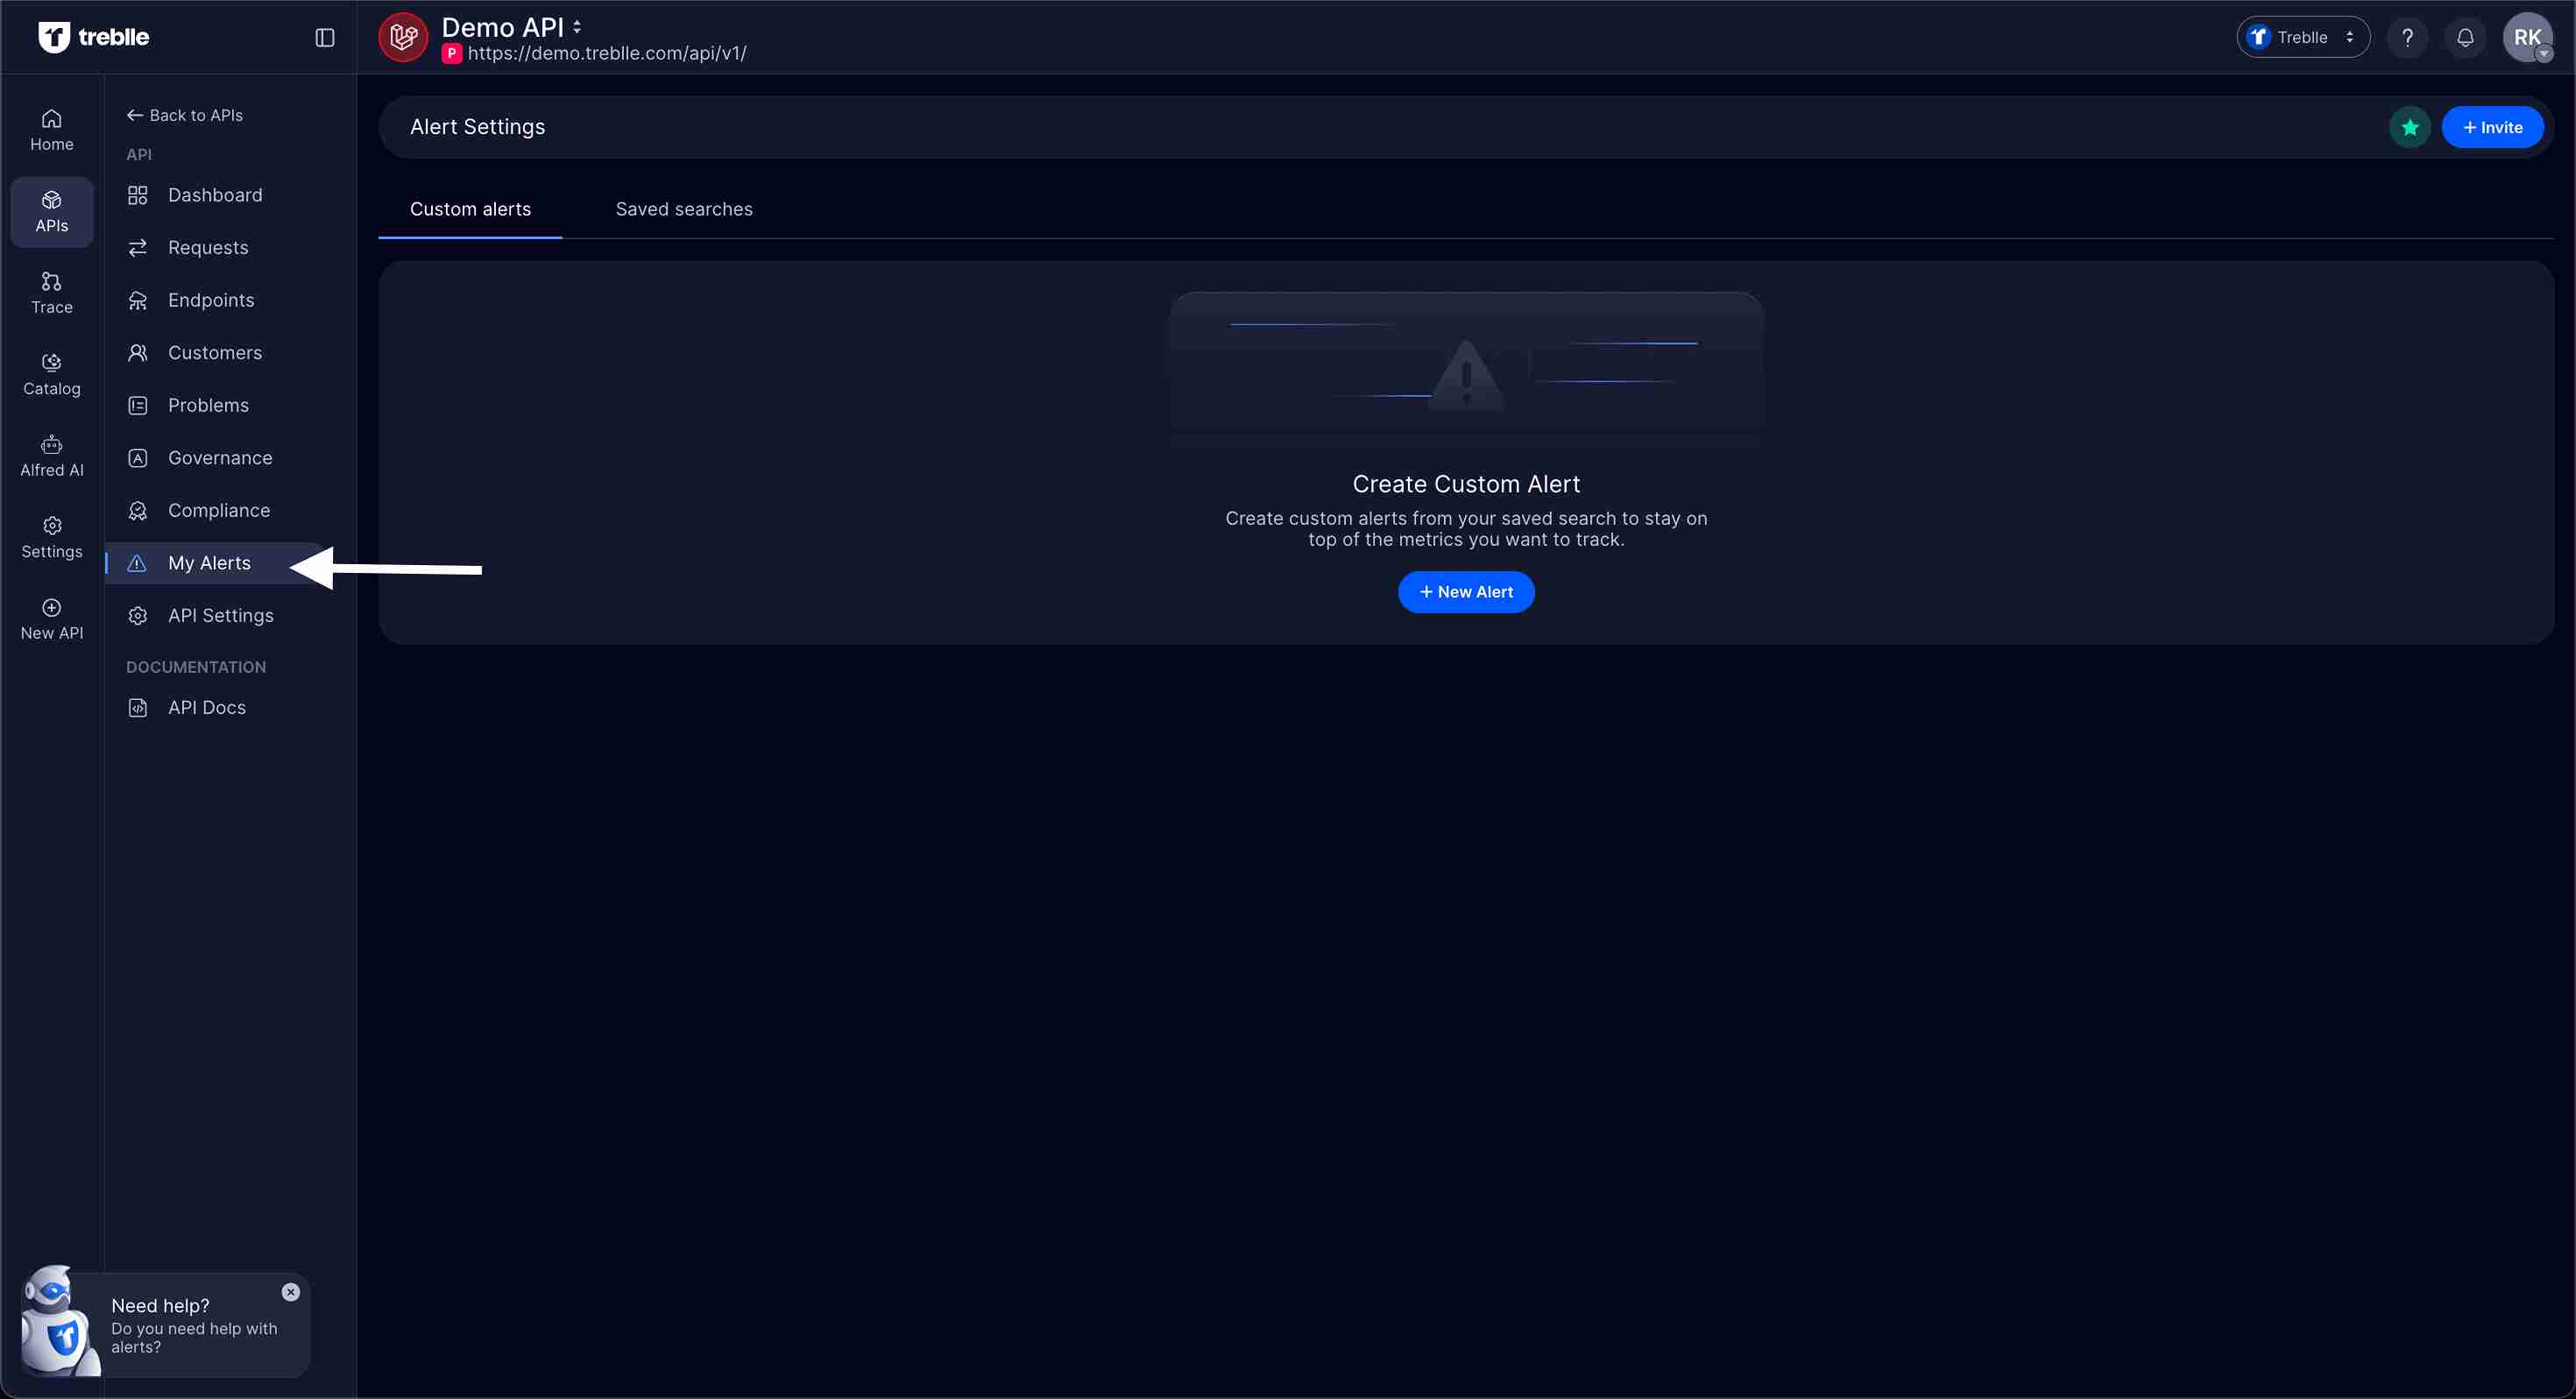 treblle
Demo API
P https://demo.treblle.com/api/v1/
Treblle
?
RK
Home
APIs
Trace
Catalog
Alfred AI
Settings
New API
Back to APIs
API
Dashboard
Requests
Endpoints
Customers
Problems
Governance
Compliance
My Alerts
API Settings
DOCUMENTATION
API Docs
Need help?
Do you need help with
alerts?
Alert Settings
+ Invite
Custom alerts
Saved searches
Create Custom Alert
Create custom alerts from your saved search to stay on
top of the metrics you want to track.
+ New Alert